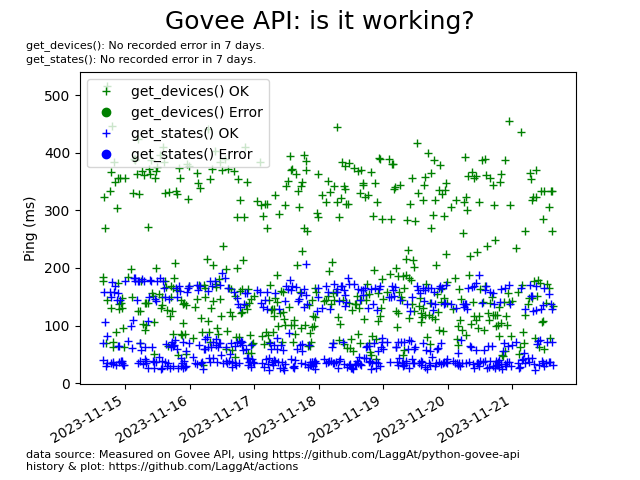 Govee API: is it working?
get_devices(): No recorded error in 7 days.
get_states(): No recorded error in 7 days.
get_devices() OK
get_devices() Error
get_states() OK
get_states() Error
Ping (ms)
500
400
300
200
100
0
2023-11-15
2023-11-16
2023-11-17
2023-11-18
2023-11-19
2023-11-20
2023-11-21
data source: Measured on Govee API, using https://github.com/LaggAt/python-govee-api
history & plot: https://github.com/LaggAt/actions